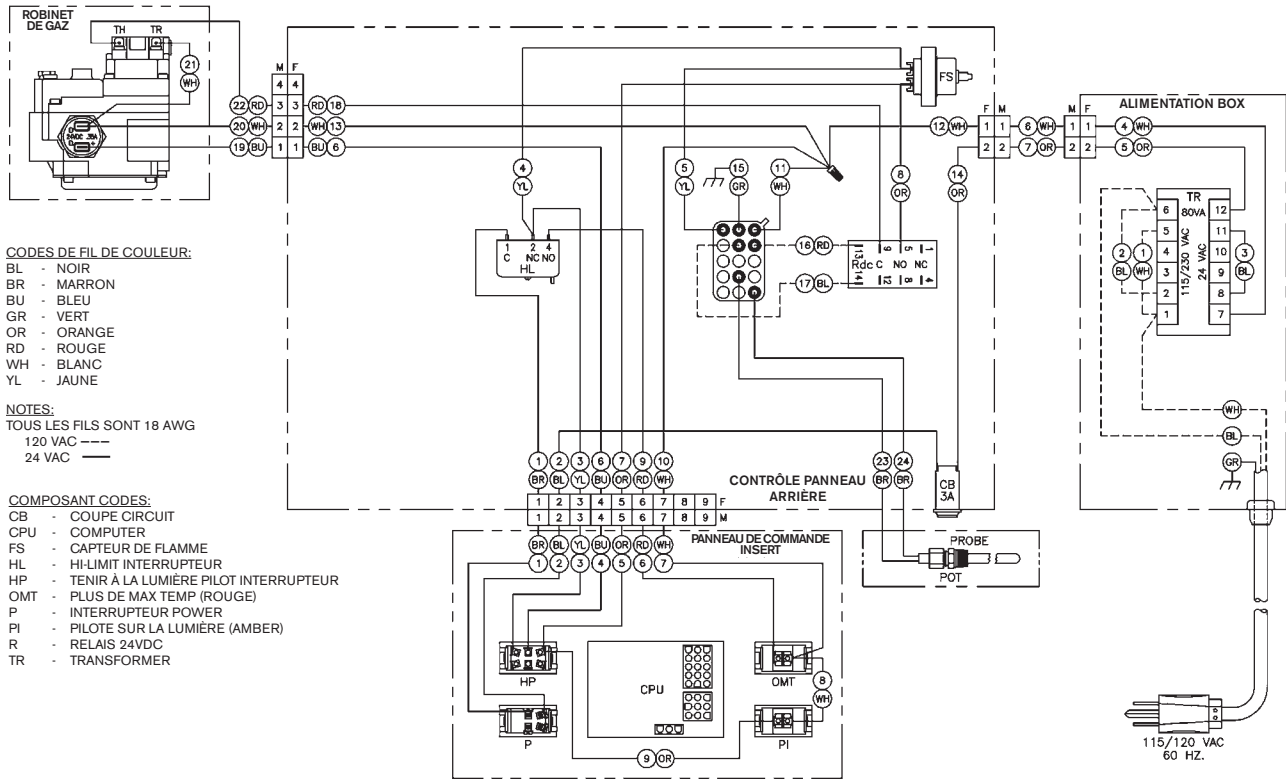 ROBINET
DE GAZ
TH TR
21
WH
24VDC .35A
M F
4 4
22 RD 3 3 RD 18
20 WH 2 2 WH 13
19 BU 1 1 BU 6
4
YL
5
YL
15
GR
11
WH
8
OR
FS
12 WH
14
OR
F M
1 1
2 2
6 WH
7 OR
M F
1 1
2 2
ALIMENTATION BOX
4 WH
5 OR
TR
80VA
6 12
5 11
4 10
3 9
2 8
1 7
115/230 VAC
24 VAC
2 1
BL WH
3
BL
WH
BL
GR
115/120 VAC
60 HZ.
1 2 4
C NC NO
HL
16 RD
17 BL
13 9 5 1
Rdc C NO NC
14 12 8 4
CODES DE FIL DE COULEUR:
BL - NOIR
BR - MARRON
BU - BLEU
GR - VERT
OR - ORANGE
RD - ROUGE
WH - BLANC
YL - JAUNE
NOTES:
TOUS LES FILS SONT 18 AWG
120 VAC
24 VAC
COMPOSANT CODES:
CB - COUPE CIRCUIT
CPU - COMPUTER
FS - CAPTEUR DE FLAMME
HL - HI-LIMIT INTERRUPTEUR
HP - TENIR À LA LUMIÈRE PILOT INTERRUPTEUR
OMT - PLUS DE MAX TEMP (ROUGE)
P - INTERRUPTEUR POWER
PI - PILOTE SUR LA LUMIÈRE (AMBER)
R - RELAIS 24VDC
TR - TRANSFORMER
1 2 3 6 7 9 10
BR BL YL BU OR RD WH
1 2 3 4 5 6 7 8 9 F
1 2 3 4 5 6 7 8 9 M
BR BL YL BU OR RD WH
1 2 3 4 5 6 7
CONTRÔLE PANNEAU
ARRIÈRE
23 24
BR BR
CB
3A
PANNEAU DE COMMANDE
INSERT
PROBE
POT
HP
CPU
OMT
8
WH
P
PI
9 OR